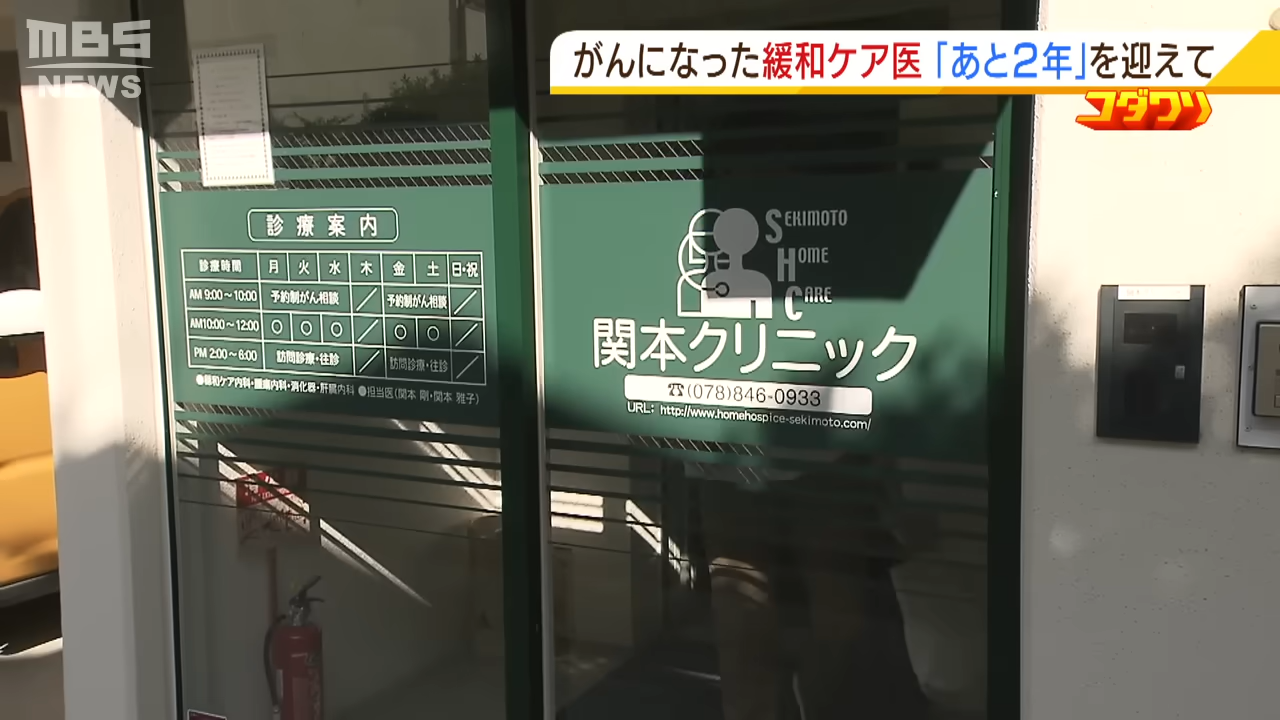 MBS
NEWS
がんになった緩和ケア医「あと2年」を迎えて
コダワリ
診療案内
診療時間 月 火 水 木 金 土 日・祝
AM 9:00～10:00 予約制がん相談 ／ 予約制がん相談 ／
AM10:00～12:00 ○ ○ ○ ／ ○ ○ ／
PM 2:00～6:00 訪問診療・往診 ／ 訪問診療・往診 ／
●緩和ケア内科・腫瘍内科・消化器・肝臓内科 ●担当医(関本 剛・関本 雅子)
SEKIMOTO
HOME
CARE
関本クリニック
☎(078)846-0933
URL: http://www.homehospice-sekimoto.com/